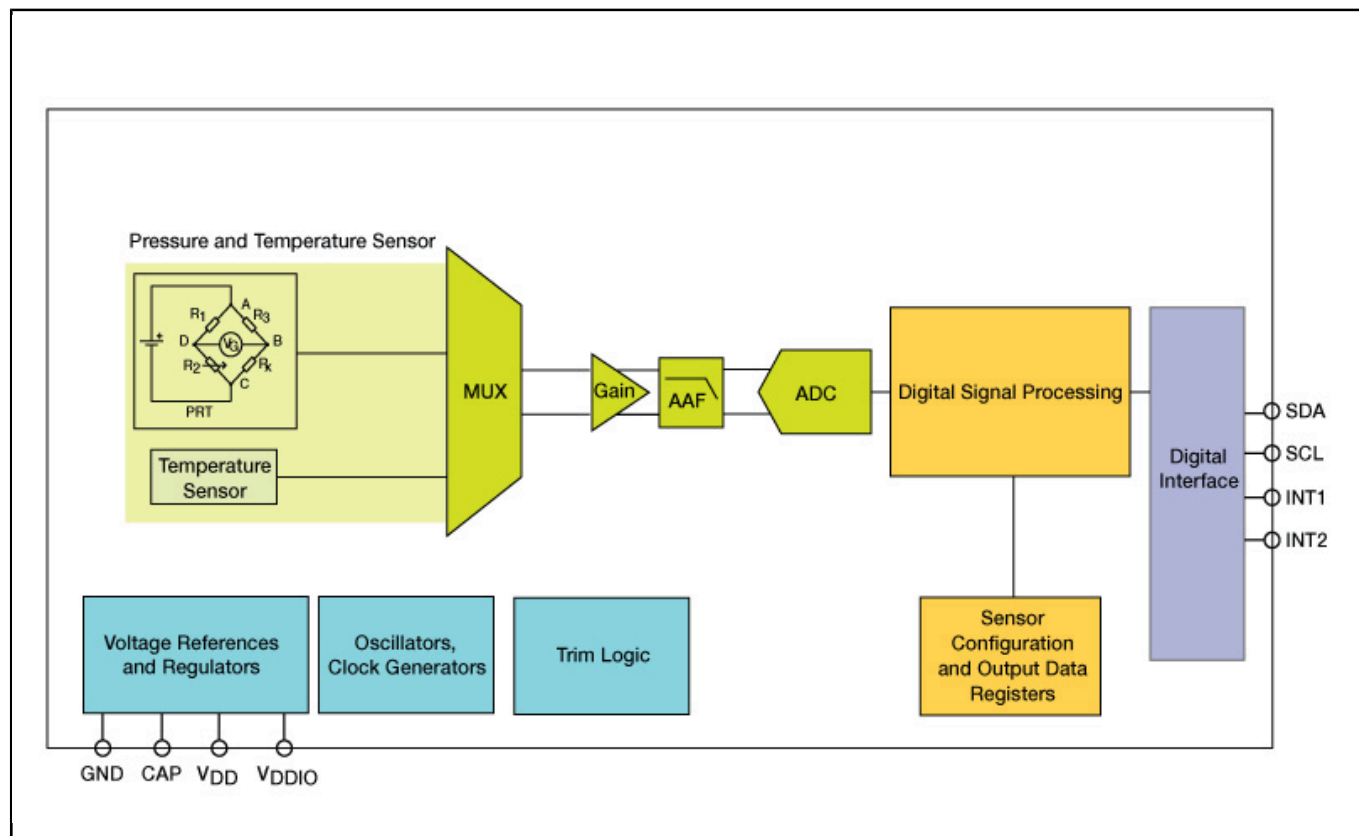 Pressure and Temperature Sensor
A
R1
R3
+
D
VG
B
R2
Rx
C
PRT
Temperature
Sensor
MUX
Gain
AAF
ADC
Digital Signal Processing
Digital
Interface
SDA
SCL
INT1
INT2
Voltage References
and Regulators
Oscillators,
Clock Generators
Trim Logic
Sensor
Configuration
and Output Data
Registers
GND
CAP
VDD
VDDIO